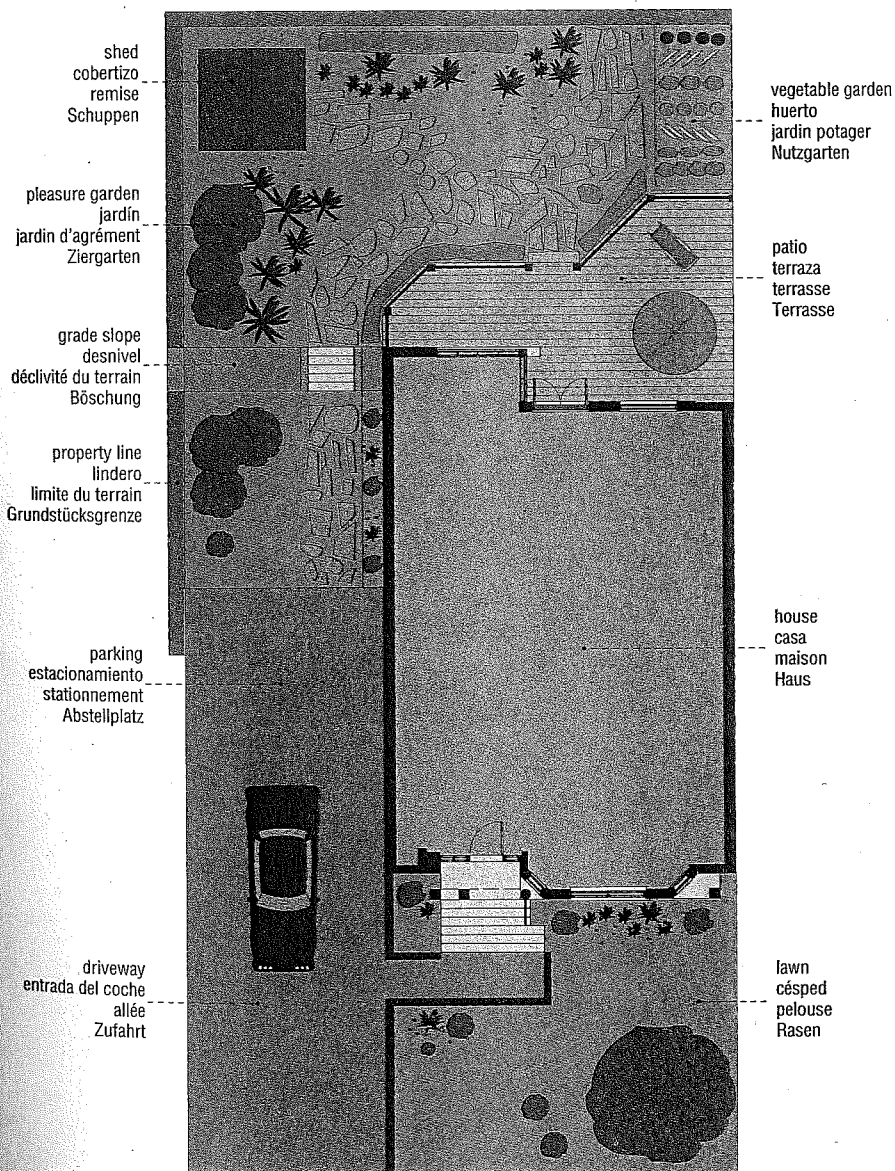 shed
cobertizo
remise
Schuppen
pleasure garden
jardín
jardin d'agrément
Ziergarten
grade slope
desnivel
déclivité du terrain
Böschung
property line
lindero
limite du terrain
Grundstücksgrenze
parking
estacionamiento
stationnement
Abstellplatz
driveway
entrada del coche
allée
Zufahrt
vegetable garden
huerto
jardin potager
Nutzgarten
patio
terraza
terrasse
Terrasse
house
casa
maison
Haus
lawn
césped
pelouse
Rasen